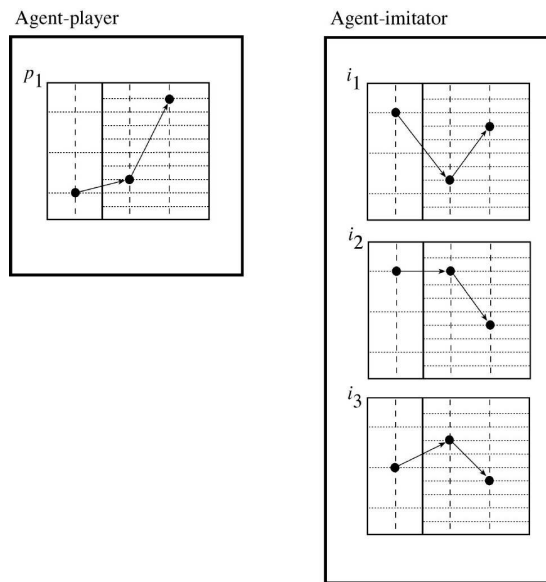 Agent-player
Agent-imitator
p1
i1
i2
i3